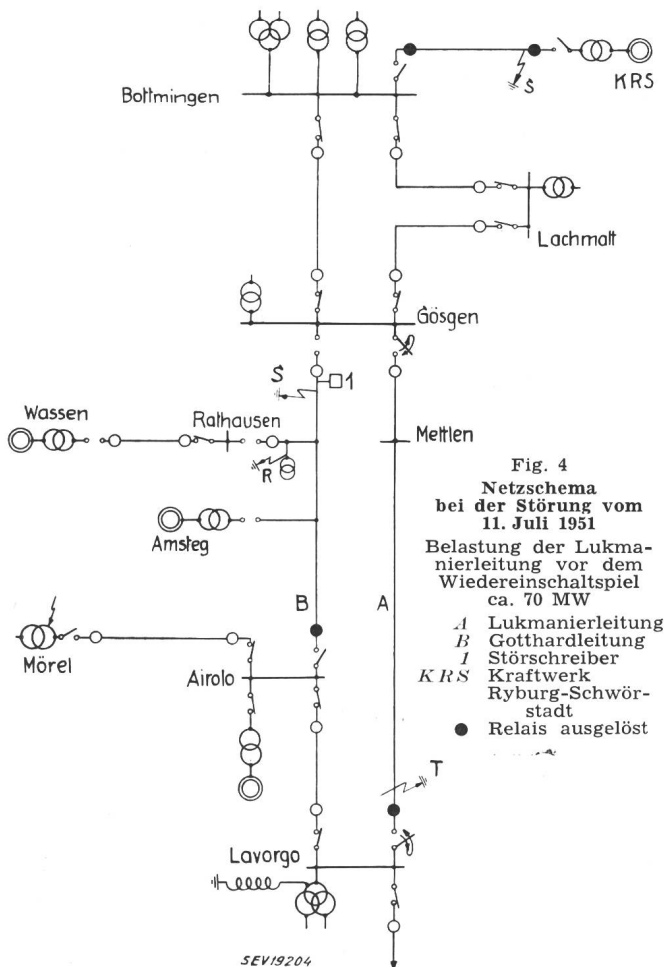 Bottmingen
S
KRS
Lachmatt
Gösgen
S
1
Wassen
Rathausen
Mettlen
R
Amsteg
B
A
Mörel
Airolo
T
Lavorgo
Fig. 4
Netzschema
bei der Störung vom
11. Juli 1951
Belastung der Lukma-
nierleitung vor dem
Wiedereinschaltspiel
ca. 70 MW
A Lukmanierleitung
B Gotthardleitung
1 Störschreiber
KRS Kraftwerk
Ryburg-Schwör-
stadt
● Relais ausgelöst
SEV19204